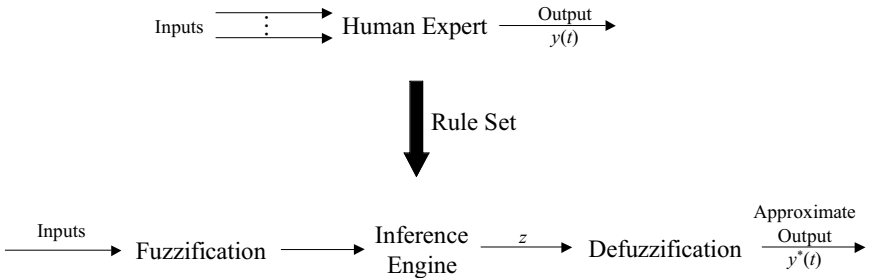 Inputs
⋮
Human Expert
Output
y(t)
Rule Set
Inputs
Fuzzification
Inference
Engine
z
Defuzzification
Approximate
Output
y*(t)